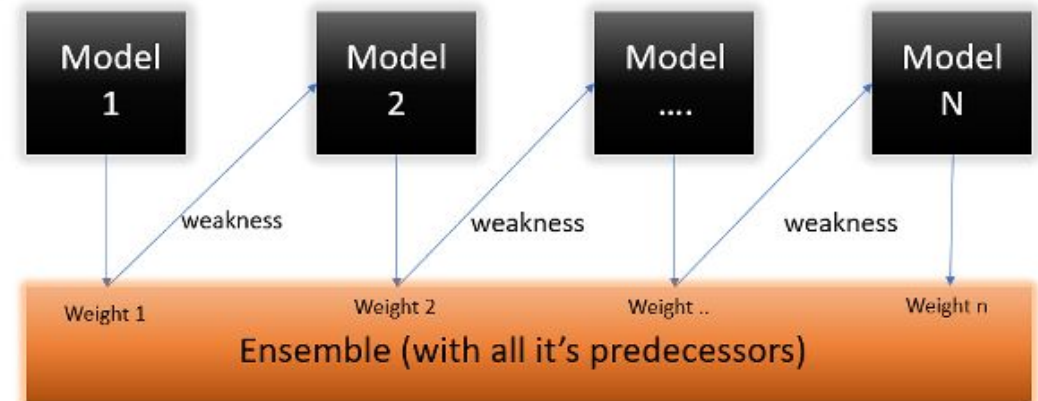 Model
1
Model
2
Model
....
Model
N
weakness
weakness
weakness
Weight 1
Weight 2
Weight ..
Weight n
Ensemble (with all it's predecessors)